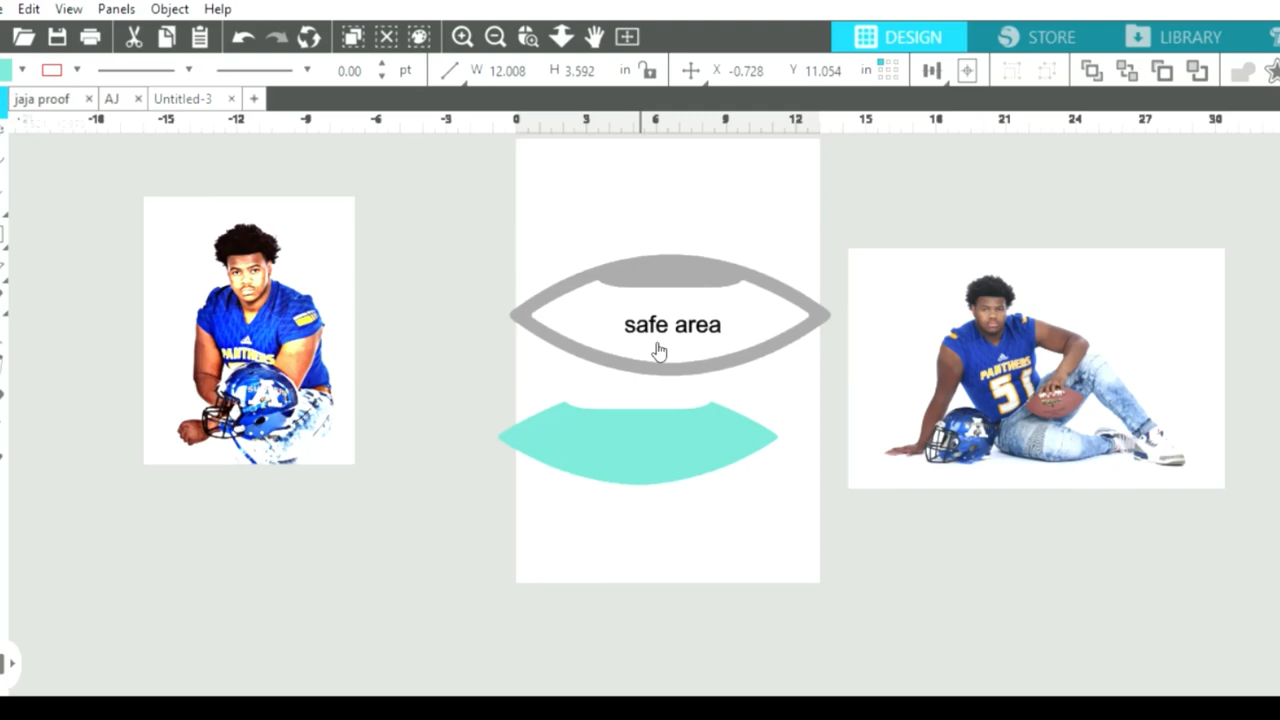 Edit View Panels Object Help
DESIGN STORE LIBRARY
0.00 pt W 12.008 H 3.592 in X -0.728 Y 11.054 in
jaja proof × AJ × Untitled-3 × +
-18 -15 -12 -9 -6 -3 0 3 6 9 12 15 18 21 24 27 30
safe area
PANTHERS
A
PANTHERS
51
A